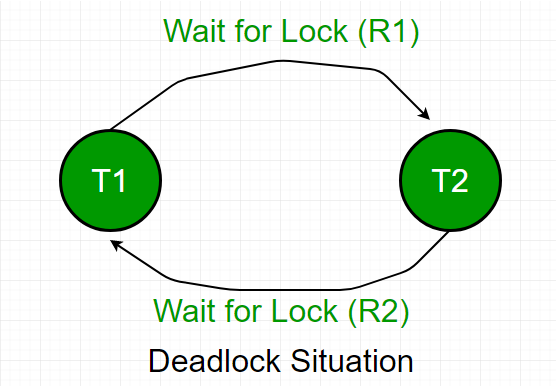 Wait for Lock (R1)
T1
T2
Wait for Lock (R2)
Deadlock Situation